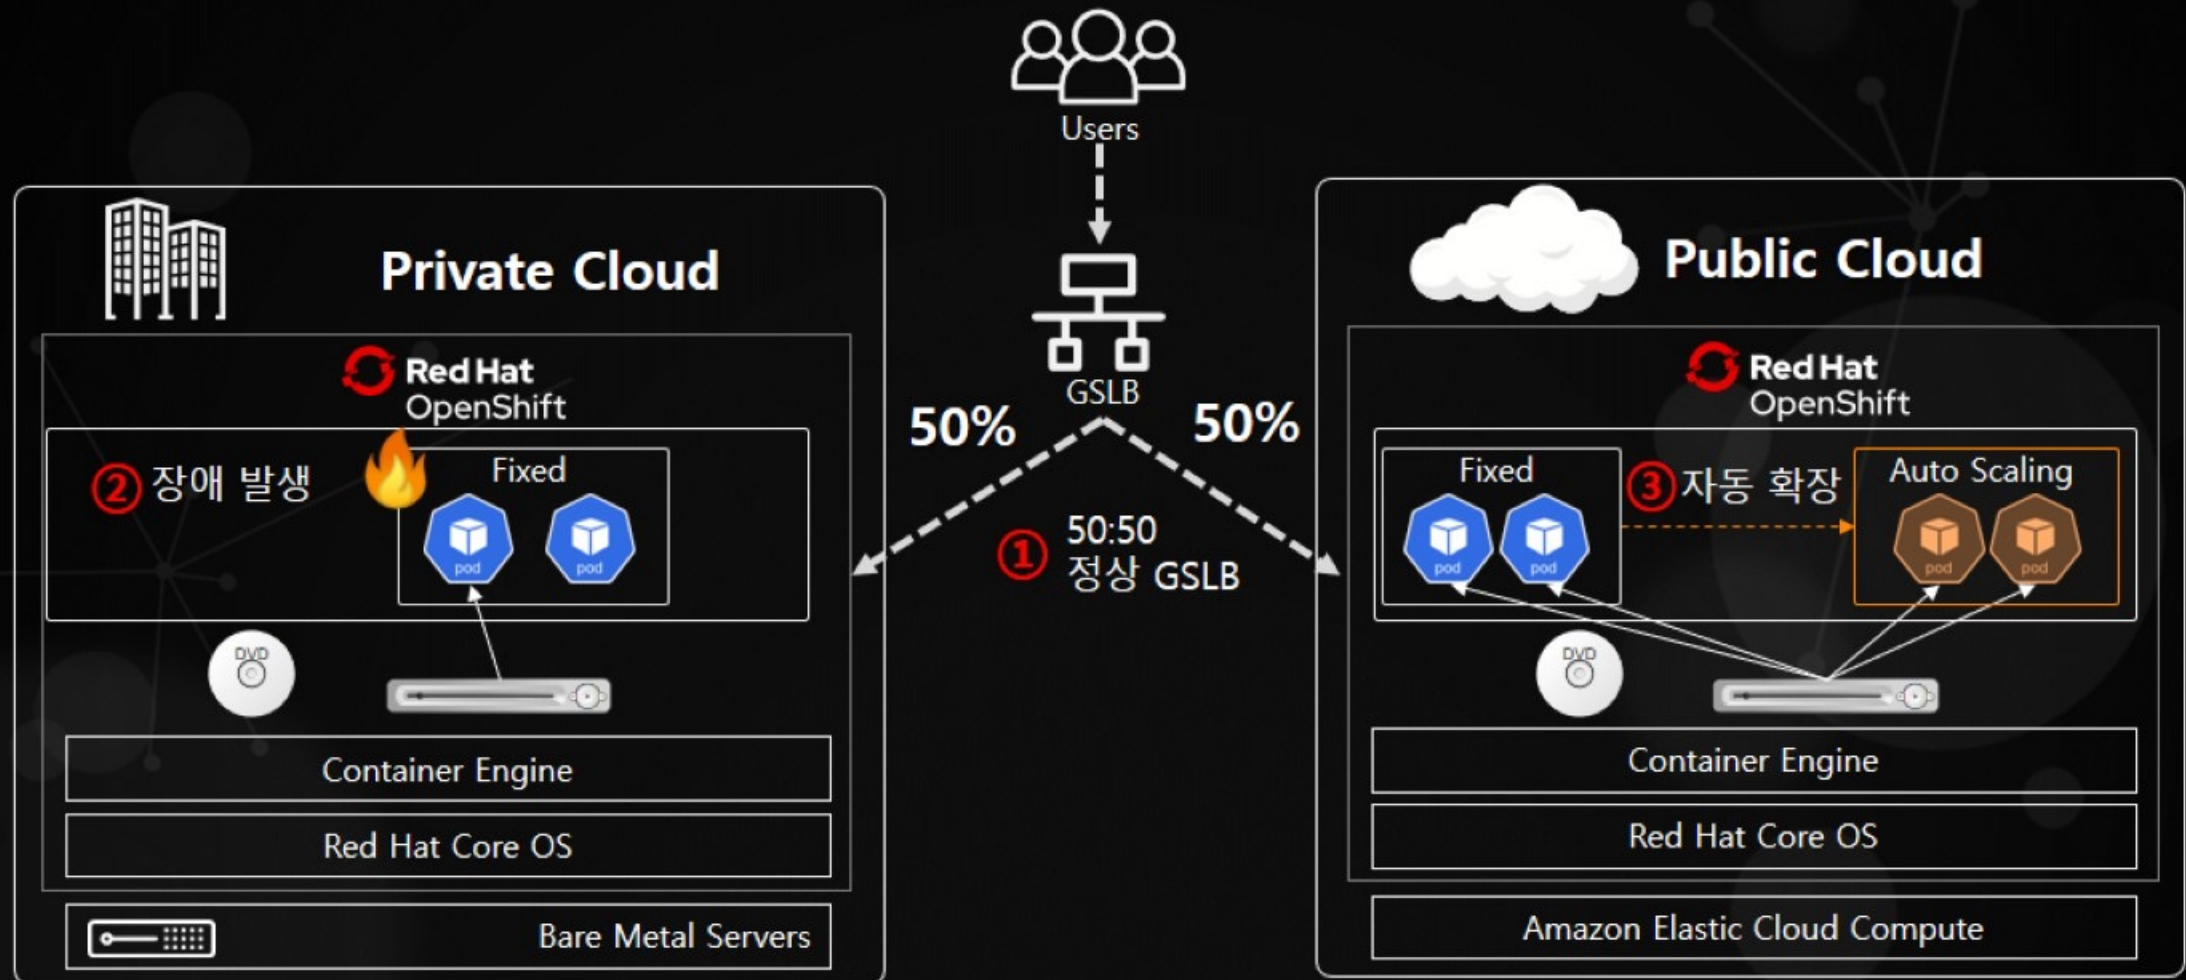 Users
GSLB
50%
50%
①
50:50
정상 GSLB
Private Cloud
Red Hat
OpenShift
② 장애 발생
Fixed
pod
pod
DVD
Container Engine
Red Hat Core OS
Bare Metal Servers
Public Cloud
Red Hat
OpenShift
Fixed
③ 자동 확장
Auto Scaling
pod
pod
pod
pod
DVD
Container Engine
Red Hat Core OS
Amazon Elastic Cloud Compute